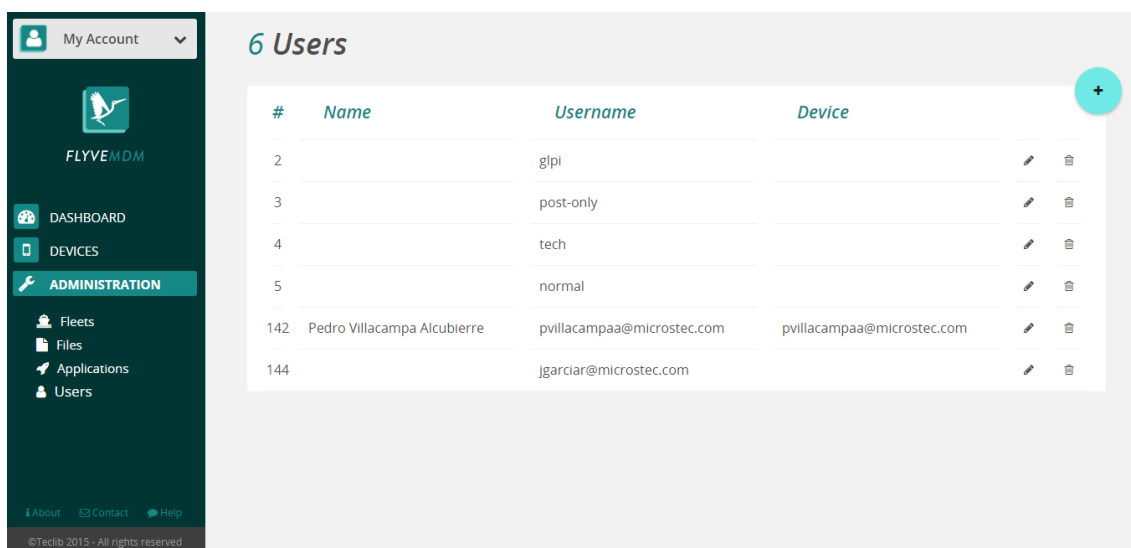 My Account
FLYVEMDM
DASHBOARD
DEVICES
ADMINISTRATION
Fleets
Files
Applications
Users
About Contact Help
©Teclib 2015 - All rights reserved
6 Users
+
# Name Username Device
2 glpi
3 post-only
4 tech
5 normal
142 Pedro Villacampa Alcubierre pvillacampaa@microstec.com pvillacampaa@microstec.com
144 jgarciar@microstec.com